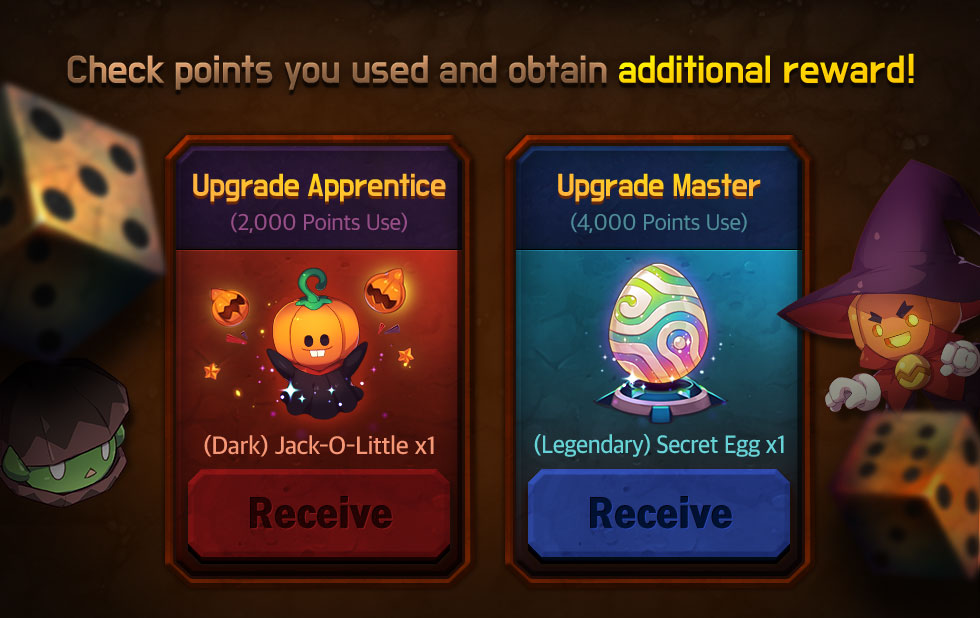 Check points you used and obtain additional reward!
Upgrade Apprentice
(2,000 Points Use)
(Dark) Jack-O-Little x1
Receive
Upgrade Master
(4,000 Points Use)
(Legendary) Secret Egg x1
Receive